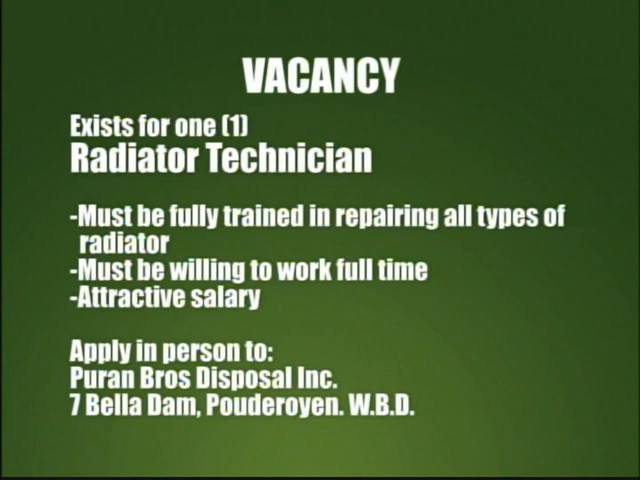 VACANCY
Exists for one (1)
Radiator Technician
-Must be fully trained in repairing all types of
radiator
-Must be willing to work full time
-Attractive salary
Apply in person to:
Puran Bros Disposal Inc.
7 Bella Dam, Pouderoyen. W.B.D.